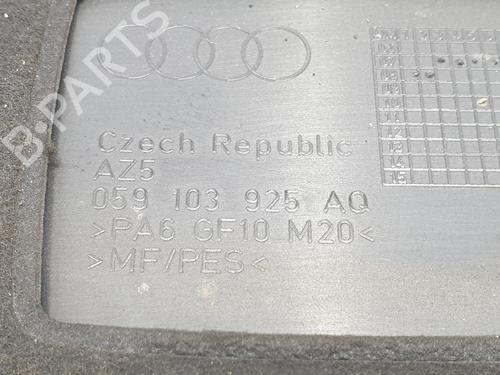 B-PARTS
Czech Republic
AZ5
059 103 925 AQ
>PA6 GF10 M20<
>MF/PES<